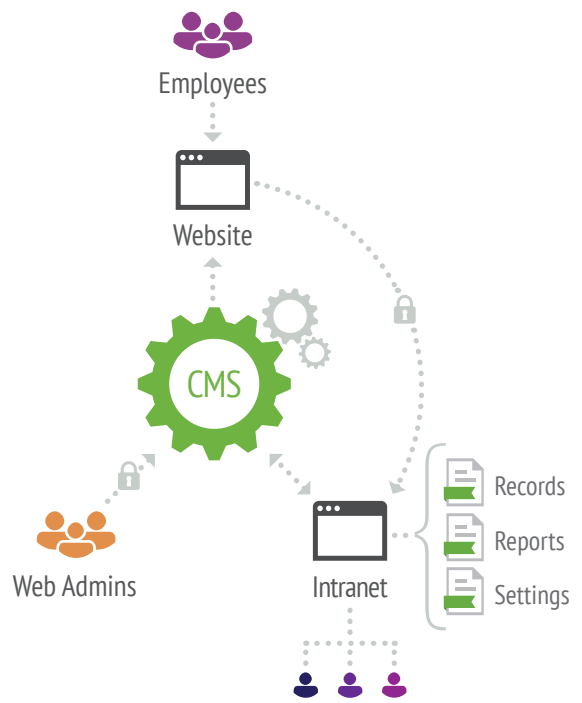 Employees
Website
CMS
Web Admins
Intranet
Records
Reports
Settings